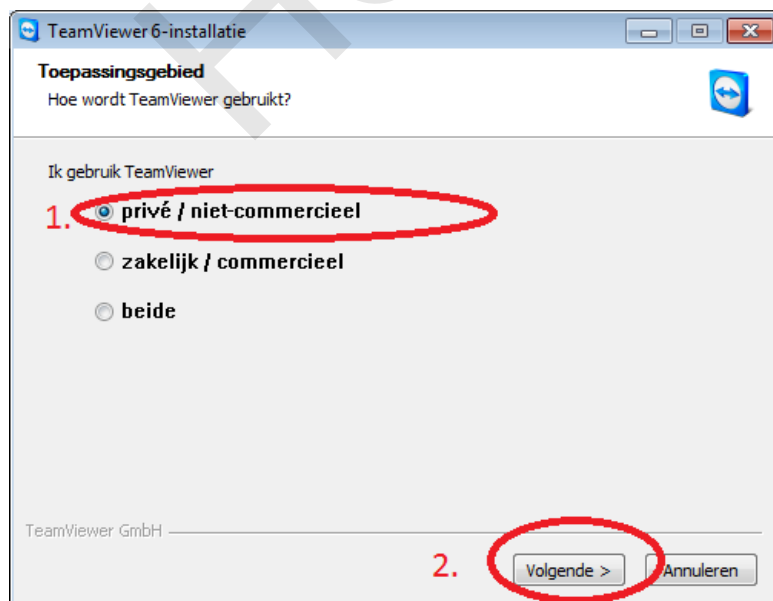 TeamViewer 6-installatie
Toepassingsgebied
Hoe wordt TeamViewer gebruikt?
Ik gebruik TeamViewer
1. privé / niet-commercieel
zakelijk / commercieel
beide
TeamViewer GmbH
2. Volgende > Annuleren